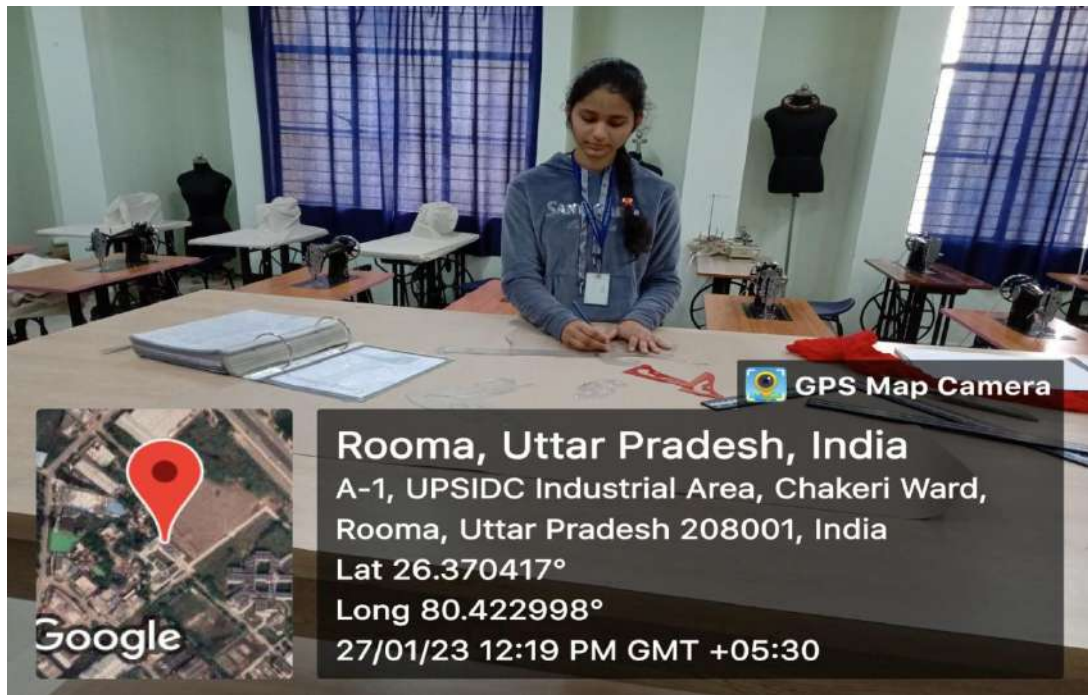 GPS Map Camera
Rooma, Uttar Pradesh, India
A-1, UPSIDC Industrial Area, Chakeri Ward,
Rooma, Uttar Pradesh 208001, India
Lat 26.370417°
Long 80.422998°
27/01/23 12:19 PM GMT +05:30
Google